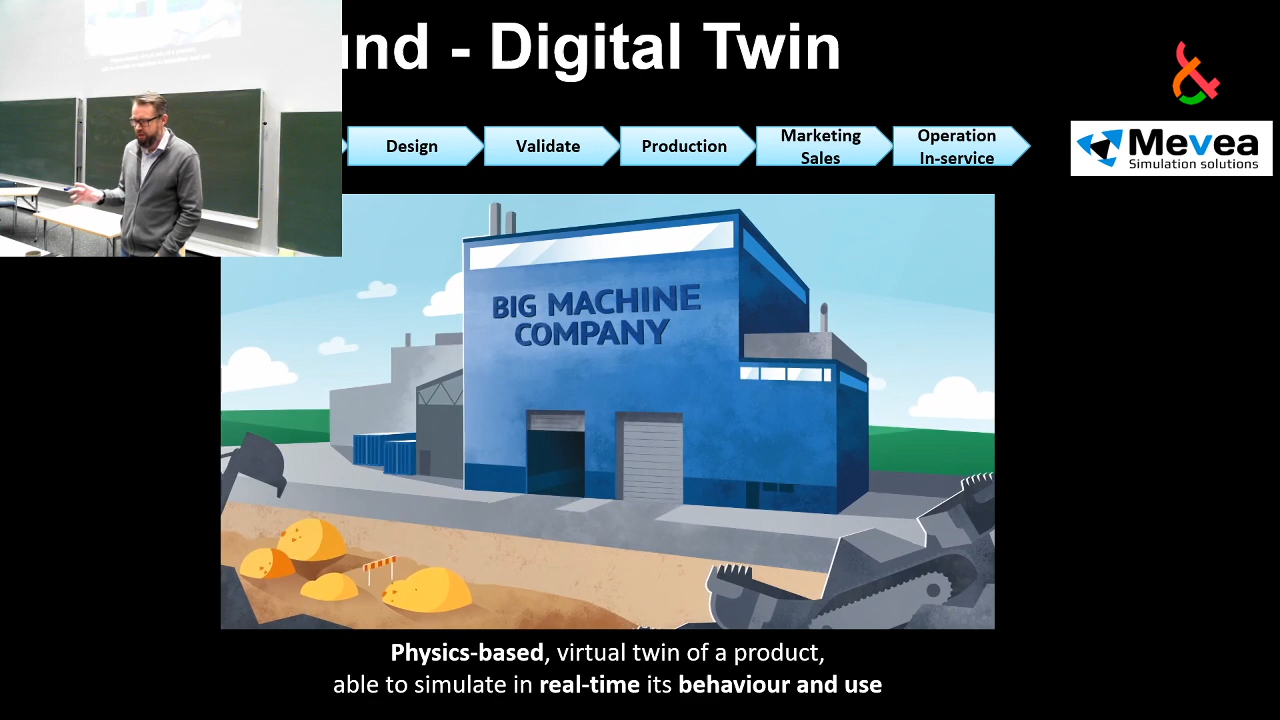 und - Digital Twin
Design
Validate
Production
Marketing
Sales
Operation
In-service
Mevea
Simulation solutions
BIG MACHINE
COMPANY
Physics-based, virtual twin of a product,
able to simulate in real-time its behaviour and use